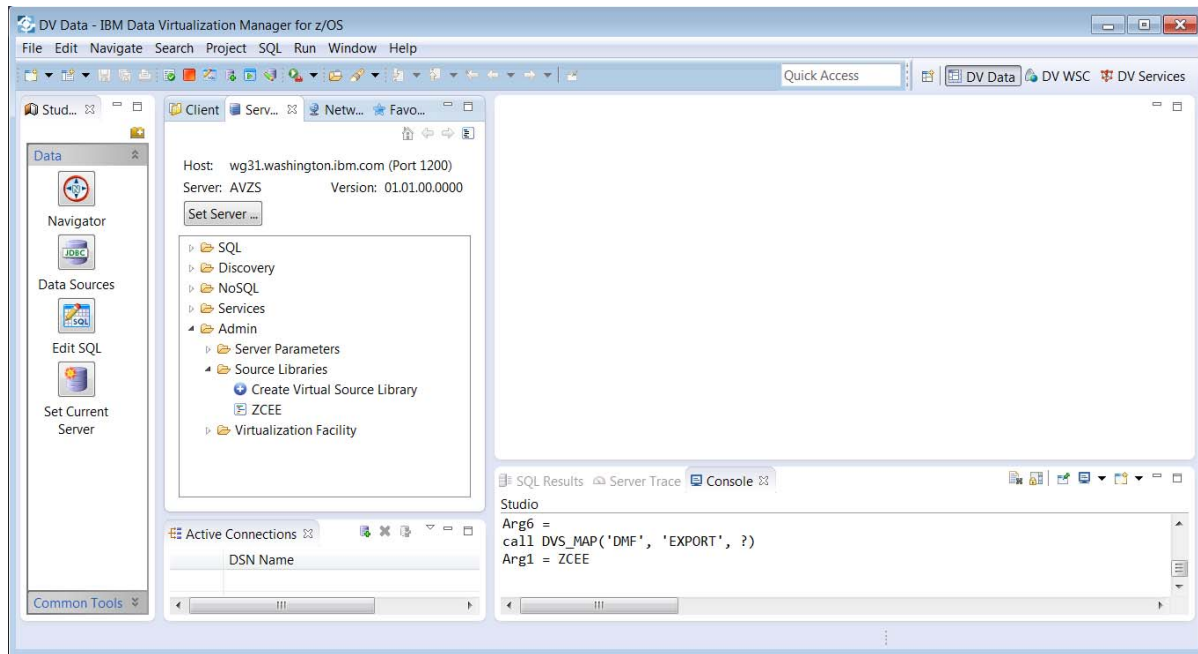 DV Data - IBM Data Virtualization Manager for z/OS
File Edit Navigate Search Project SQL Run Window Help
Quick Access
DV Data DV WSC DV Services
Stud...
Client Serv... Netw... Favo...
Data
Navigator
JDBC
Data Sources
SQL
Edit SQL
Set Current
Server
Common Tools
Host: wg31.washington.ibm.com (Port 1200)
Server: AVZS Version: 01.01.00.0000
Set Server ...
SQL
Discovery
NoSQL
Services
Admin
Server Parameters
Source Libraries
Create Virtual Source Library
ZCEE
Virtualization Facility
Active Connections
DSN Name
SQL Results Server Trace Console
Studio
Arg6 =
call DVS_MAP('DMF', 'EXPORT', ?)
Arg1 = ZCEE